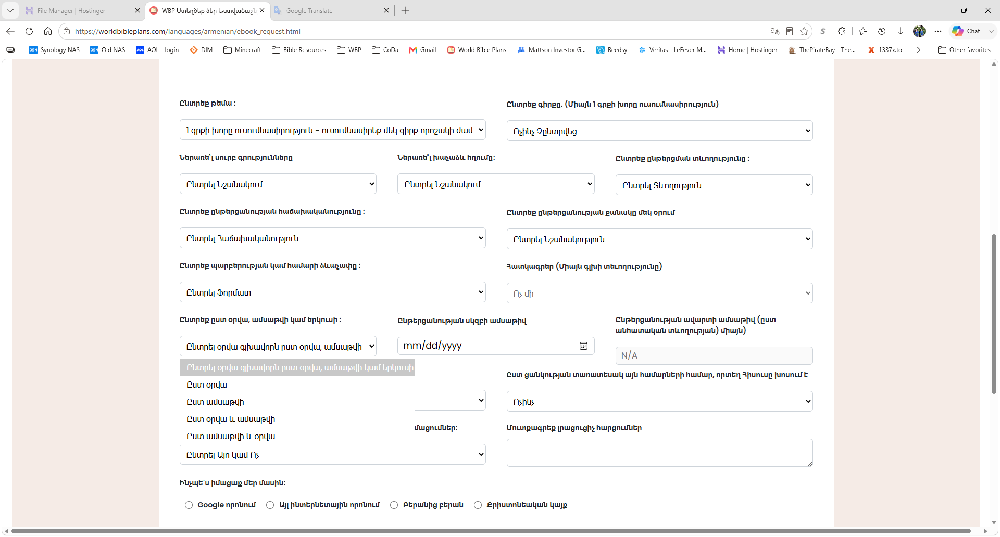 File Manager | Hostinger
WBP Ստեղծեք ձեր Աստվածաշն
Google Translate
https://worldbibleplans.com/languages/armenian/ebook_request.html
Chat
Synology NAS
Old NAS
AOL - login
DIM
Minecraft
Bible Resources
WBP
CoDa
Gmail
World Bible Plans
Mattson Investor G...
Reedsy
Veritas - LeFever M...
Home | Hostinger
ThePirateBay - The...
1337x.to
Other favorites
Ընտրեք թեմա :
Ընտրեք գիրքը. (Միայն 1 գրքի խորը ուսումնասիրություն)
1 գրքի խորը ուսումնասիրություն - ուսումնասիրեք մեկ գիրք որոշակի ժամ
Ոչինչ Չընտրվեց
Ներառե՞լ սուրբ գրությունները
Ներառե՞լ խաչաձև հղումը:
Ընտրեք ընթերցման տևողությունը :
Ընտրել Նշանակում
Ընտրել Նշանակում
Ընտրել Տևողություն
Ընտրեք ընթերցանության հաճախականությունը :
Ընտրեք ընթերցանության քանակը մեկ օրում
Ընտրել Հաճախականություն
Ընտրել Նշանակություն
Ընտրեք պարբերության կամ համարի ձևաչափը :
Հատկագրեր (Միայն գլխի տեւողությունը)
Ընտրել Ֆորմատ
Ոչ մի
Ընտրեք ըստ օրվա, ամսաթվի կամ երկուսի :
Ընթերցանության սկզբի ամսաթիվ
Ընթերցանության ավարտի ամսաթիվ (ըստ
անհատական տևողության) միայն)
Ընտրել օրվա գլխավորն ըստ օրվա, ամսաթվի
mm/dd/yyyy
N/A
Ընտրել օրվա գլխավորն ըստ օրվա, ամսաթվի կամ երկուսի
Ըստ օրվա
Ըստ ամսաթվի
Ըստ օրվա և ամսաթվի
Ըստ ամսաթվի և օրվա
Ըստ ցանկության տառատեսակ այն համարների համար, որտեղ Հիսուսը խոսում է
Ոչինչ
մացումներ:
Մուտքագրեք լրացուցիչ հարցումներ
Ընտրել Այո կամ Ոչ
Ինչպե՞ս իմացաք մեր մասին:
Google որոնում
Այլ ինտերնետային որոնում
Բերանից բերան
Քրիստոնեական կայք